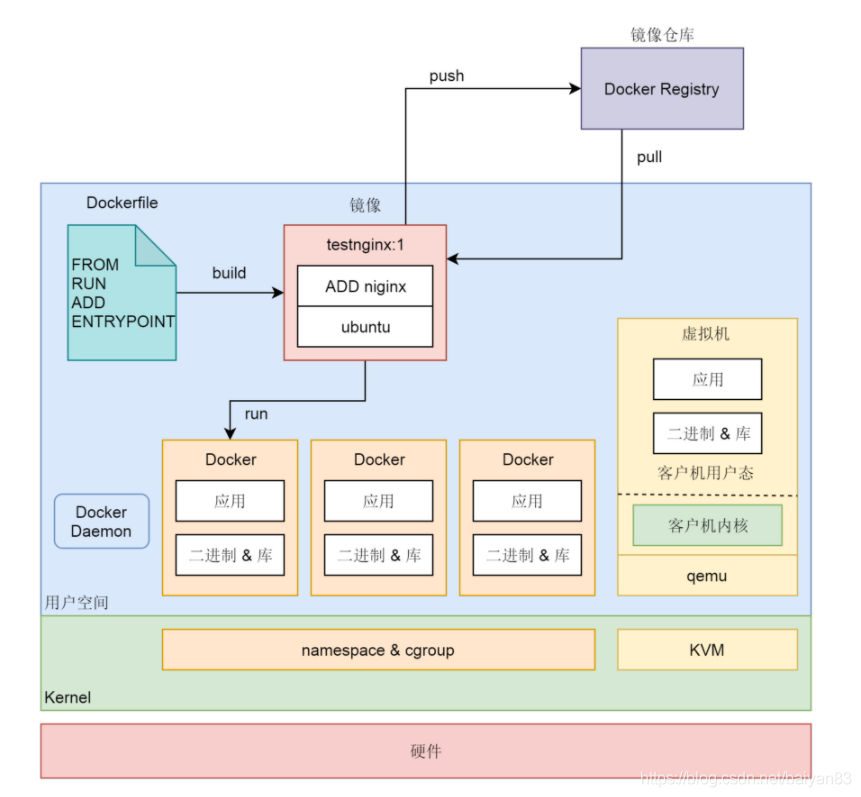 镜像仓库
Docker Registry
push
pull
Dockerfile
镜像
FROM
RUN
ADD
ENTRYPOINT
build
testnginx:1
ADD niginx
ubuntu
run
虚拟机
应用
二进制 & 库
客户机用户态
客户机内核
qemu
Docker
应用
二进制 & 库
Docker
应用
二进制 & 库
Docker
应用
二进制 & 库
Docker
Daemon
用户空间
namespace & cgroup
KVM
Kernel
硬件
https://blog.csdn.net/baiyan83